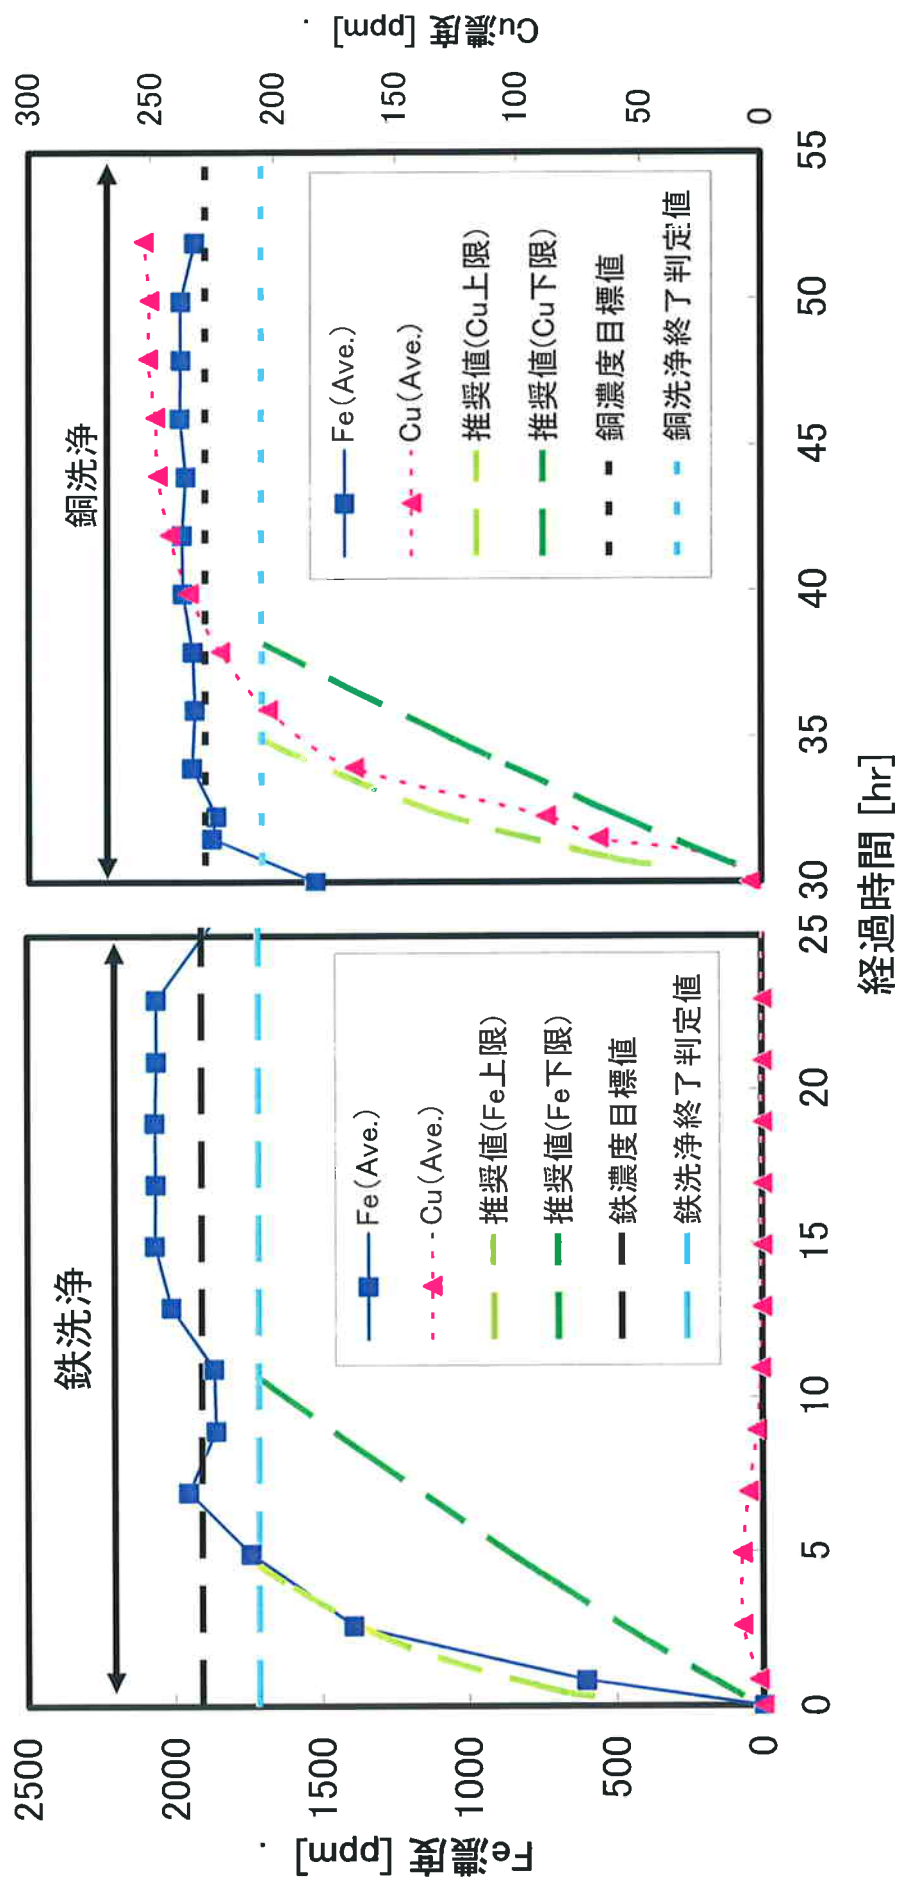 鉄洗浄
銅洗浄
Fe濃度 [ppm] .
2500
2000
1500
1000
500
0
Fe(Ave.)
Cu(Ave.)
推奨値(Fe上限)
推奨値(Fe下限)
鉄濃度目標値
鉄洗浄終了判定値
Fe(Ave.)
Cu(Ave.)
推奨値(Cu上限)
推奨値(Cu下限)
銅濃度目標値
銅洗浄終了判定値
Cu濃度 [ppm] .
300
250
200
150
100
50
0
0 5 10 15 20 25 30 35 40 45 50 55
経過時間 [hr]